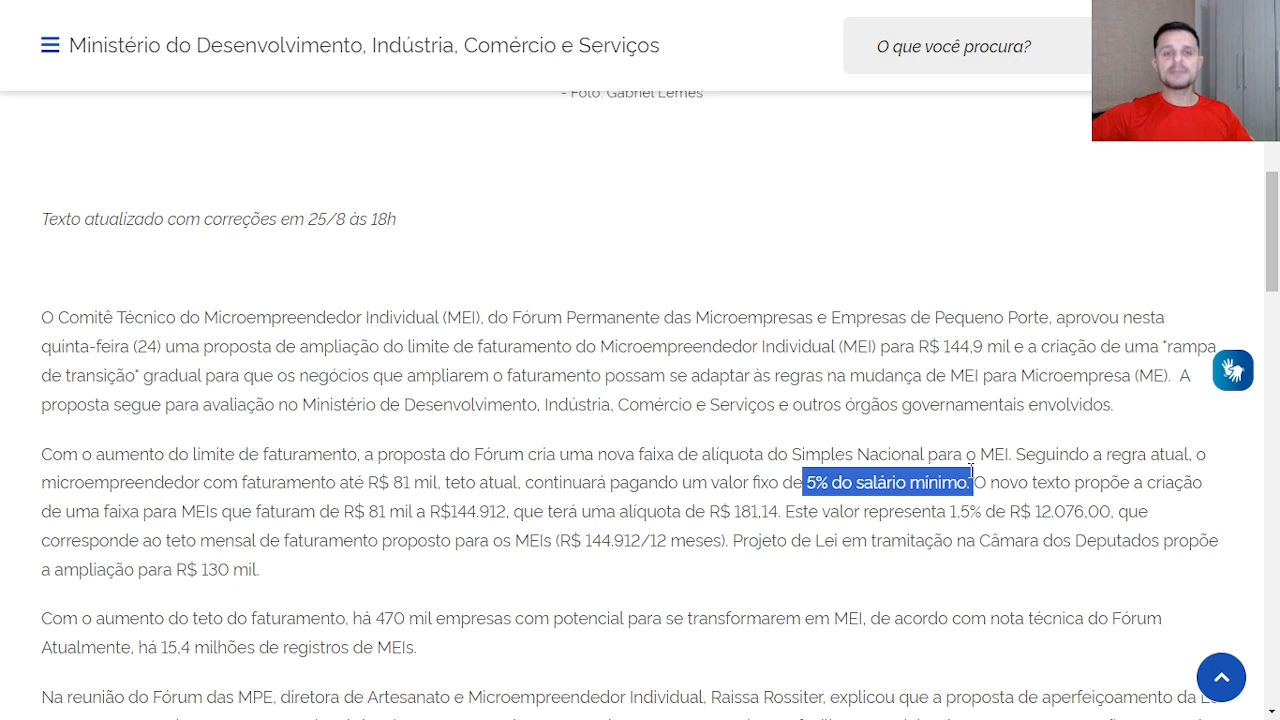 Ministério do Desenvolvimento, Indústria, Comércio e Serviços
O que você procura?
- Foto: Gabriel Lemes
Texto atualizado com correções em 25/8 às 18h
O Comitê Técnico do Microempreendedor Individual (MEI), do Fórum Permanente das Microempresas e Empresas de Pequeno Porte, aprovou nesta
quinta-feira (24) uma proposta de ampliação do limite de faturamento do Microempreendedor Individual (MEI) para R$ 144,9 mil e a criação de uma "rampa
de transição" gradual para que os negócios que ampliarem o faturamento possam se adaptar às regras na mudança de MEI para Microempresa (ME). A
proposta segue para avaliação no Ministério de Desenvolvimento, Indústria, Comércio e Serviços e outros órgãos governamentais envolvidos.
Com o aumento do limite de faturamento, a proposta do Fórum cria uma nova faixa de alíquota do Simples Nacional para o MEI. Seguindo a regra atual, o
microempreendedor com faturamento até R$ 81 mil, teto atual, continuará pagando um valor fixo de 5% do salário mínimo. O novo texto propõe a criação
de uma faixa para MEIs que faturam de R$ 81 mil a R$144.912, que terá uma alíquota de R$ 181,14. Este valor representa 1,5% de R$ 12.076,00, que
corresponde ao teto mensal de faturamento proposto para os MEIs (R$ 144.912/12 meses). Projeto de Lei em tramitação na Câmara dos Deputados propõe
a ampliação para R$ 130 mil.
Com o aumento do teto do faturamento, há 470 mil empresas com potencial para se transformarem em MEI, de acordo com nota técnica do Fórum
Atualmente, há 15,4 milhões de registros de MEIs.
Na reunião do Fórum das MPE, diretora de Artesanato e Microempreendedor Individual, Raissa Rossiter, explicou que a proposta de aperfeiçoamento da